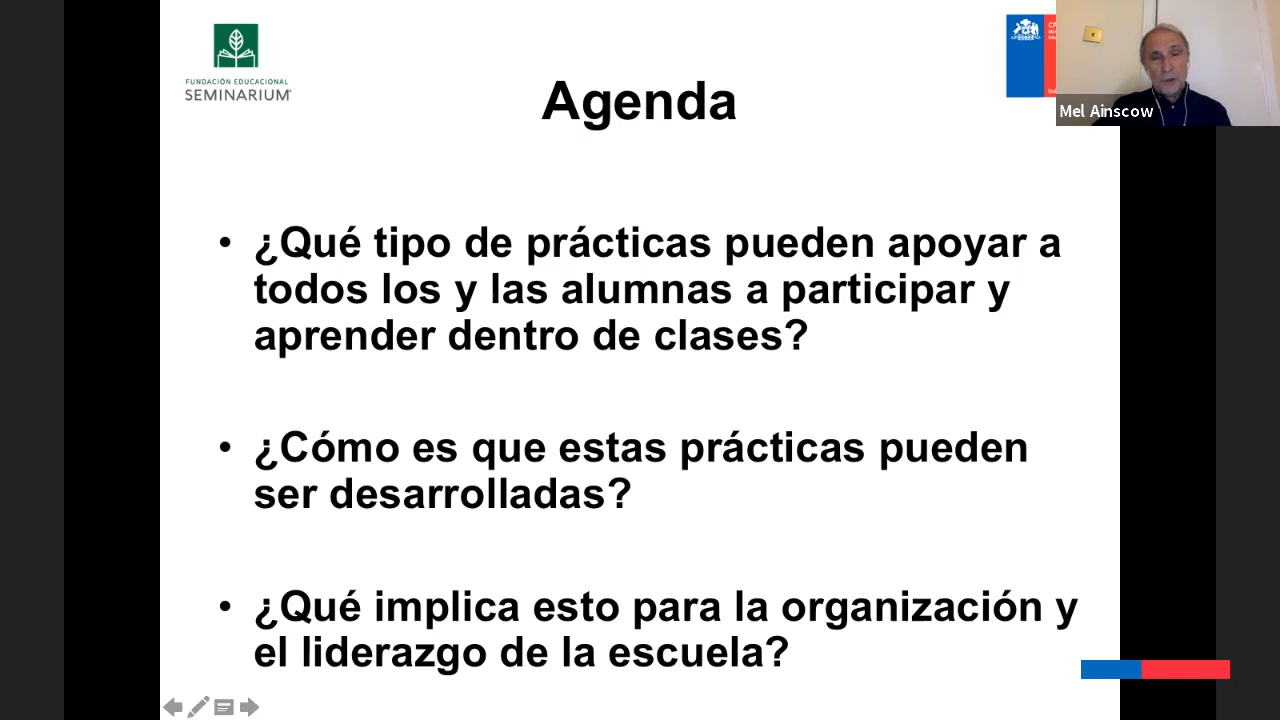 FUNDACIÓN EDUCACIONAL
SEMINARIUM
Agenda
Mel Ainscow
• ¿Qué tipo de prácticas pueden apoyar a
todos los y las alumnas a participar y
aprender dentro de clases?
• ¿Cómo es que estas prácticas pueden
ser desarrolladas?
• ¿Qué implica esto para la organización y
el liderazgo de la escuela?